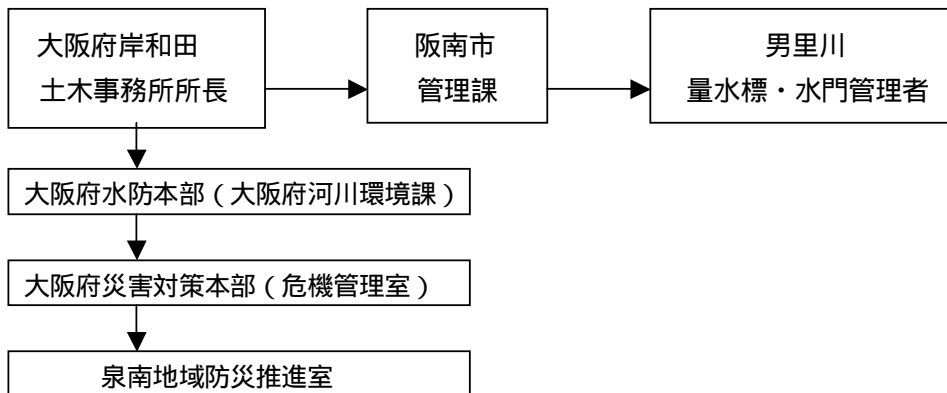 大阪府岸和田
土木事務所所長
阪南市
管理課
男里川
量水標・水門管理者
大阪府水防本部（大阪府河川環境課）
大阪府災害対策本部（危機管理室）
泉南地域防災推進室